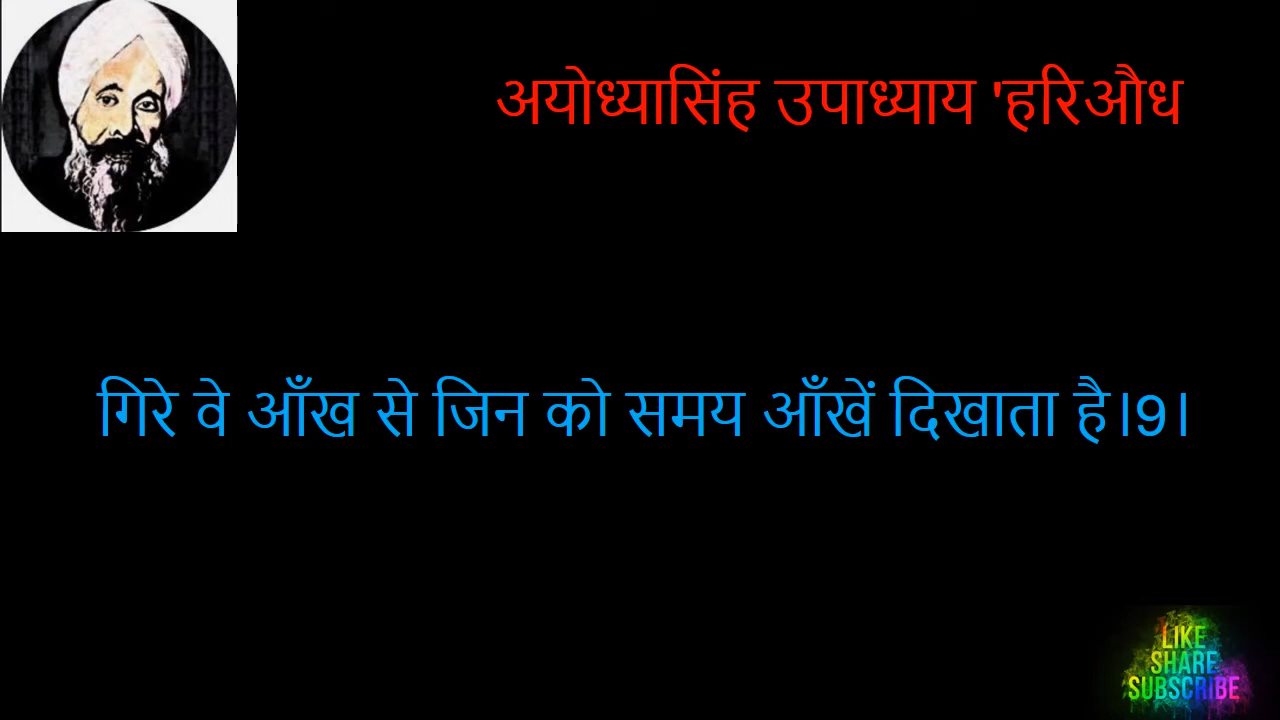 अयोध्यासिंह उपाध्याय 'हरिऔध
गिरे वे आँख से जिन को समय आँखें दिखाता है।9।
LIKE
SHARE
SUBSCRIBE